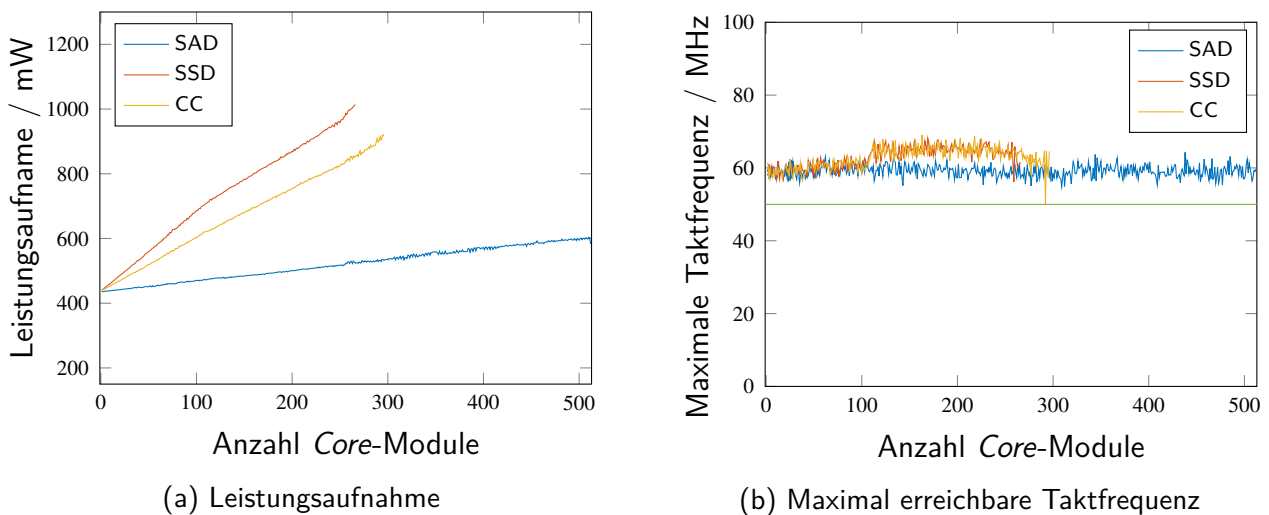 1200
1000
800
600
400
200
0
100
200
300
400
500
Leistungsaufname / mW
SAD
SSD
CC
Anzahl Core-Module
(a) Leistungsaufnahme
100
80
60
40
20
0
0
100
200
300
400
500
Maximale Taktfrequenz / MHz
SAD
SSD
CC
Anzahl Core-Module
(b) Maximal erreichbare Taktfrequenz